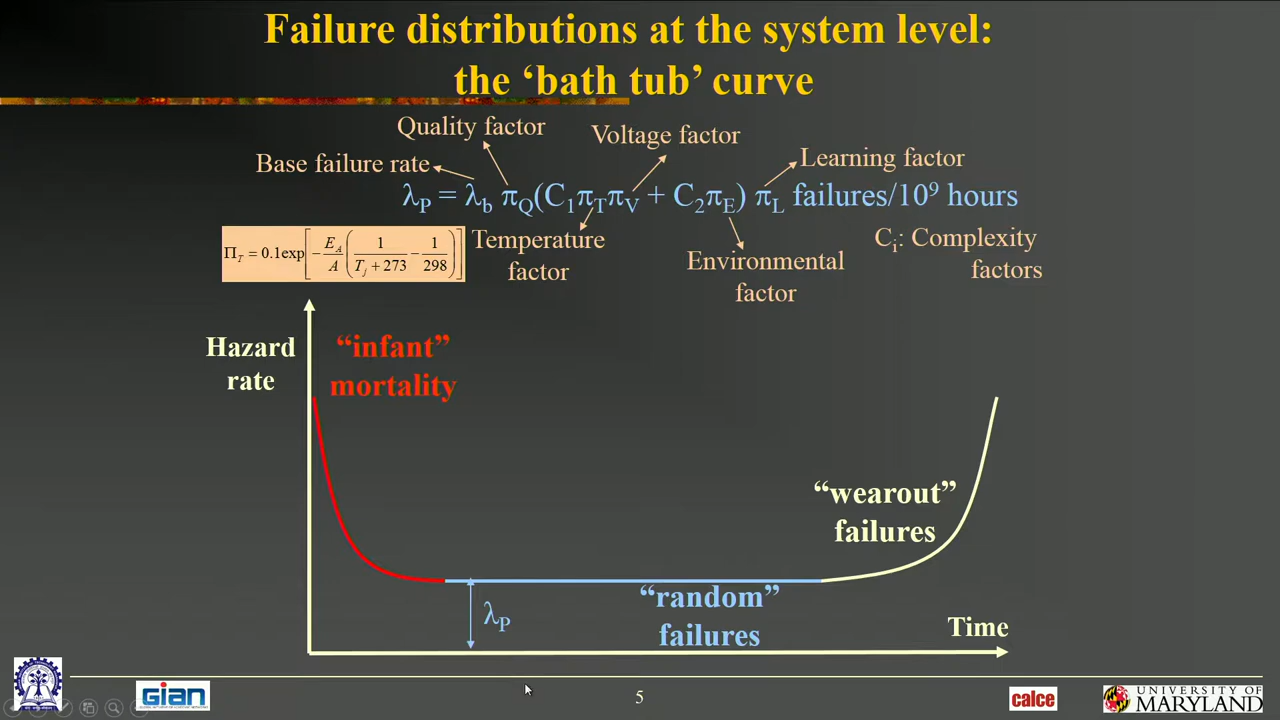 Failure distributions at the system level:
the ‘bath tub’ curve
Quality factor
Voltage factor
Base failure rate
Learning factor
λP = λb πQ(C1πTπV + C2πE) πL failures/10⁹ hours
ΠT = 0.1exp[−EA/A (1/(Tj + 273) − 1/298)]
Temperature
factor
Environmental
factor
Ci: Complexity
factors
Hazard
rate
“infant”
mortality
“wearout”
failures
λP
“random”
failures
Time
GIAN
5
calce
UNIVERSITY OF
MARYLAND